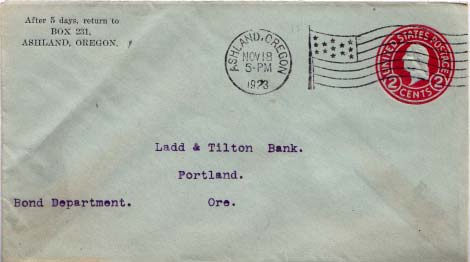 After 5 days, return to
BOX 231,
ASHLAND, OREGON.
ASHLAND, OREGON
NOV 18
5-PM
1923
UNITED STATES POSTAGE
2 CENTS 2
Ladd & Tilton Bank.
Portland.
Bond Department. Ore.